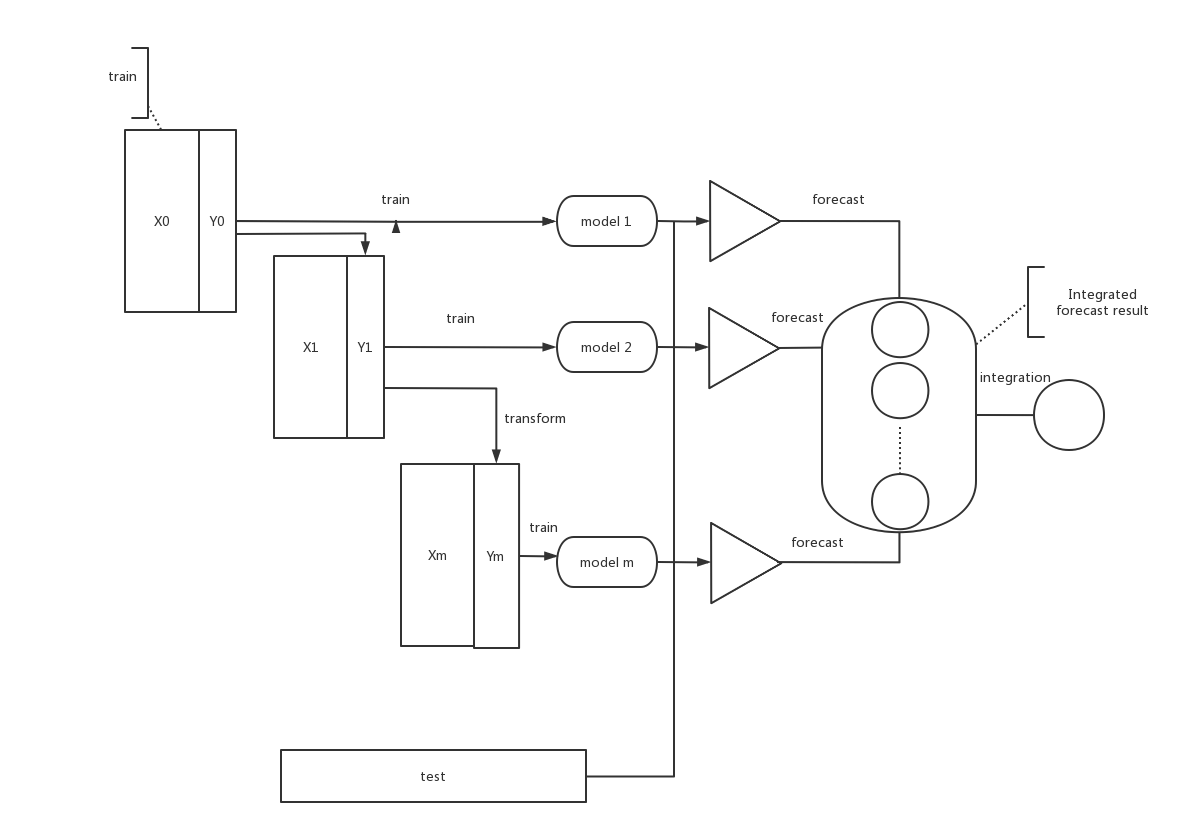 train
X0
Y0
train
model 1
forecast
X1
Y1
train
model 2
forecast
Integrated
forecast result
integration
transform
Xm
Ym
train
model m
forecast
test